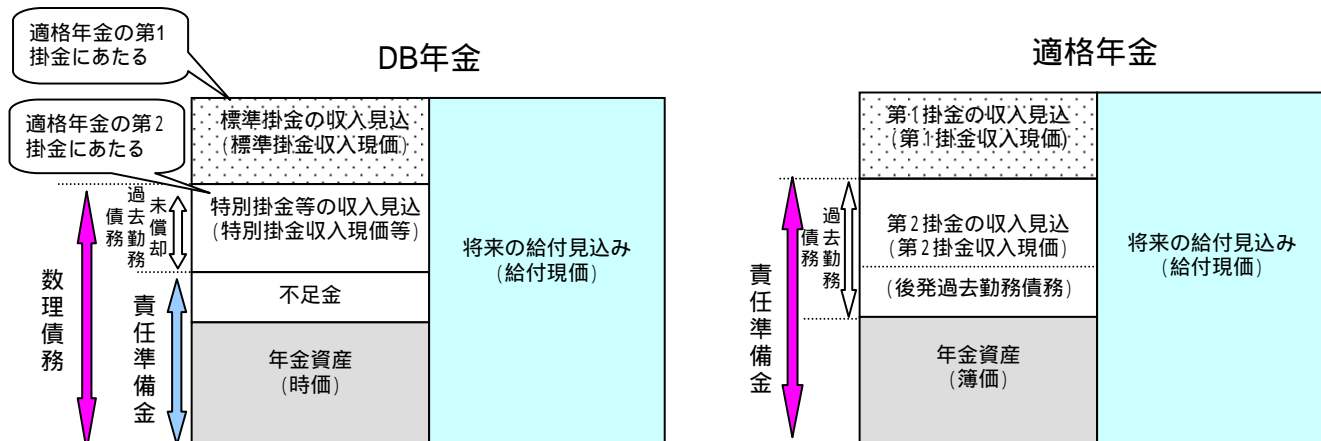 適格年金の第1
掛金にあたる
DB年金
適格年金
適格年金の第2
掛金にあたる
標準掛金の収入見込
(標準掛金収入現価)
特別掛金等の収入見込
(特別掛金収入現価等)
不足金
年金資産
(時価)
将来の給付見込み
(給付現価)
未償却
過去勤務
債務
数理債務
責任準備金
第1掛金の収入見込
(第1掛金収入現価)
第2掛金の収入見込
(第2掛金収入現価)
(後発過去勤務債務)
年金資産
(簿価)
将来の給付見込み
(給付現価)
過去勤務
債務
責任準備金